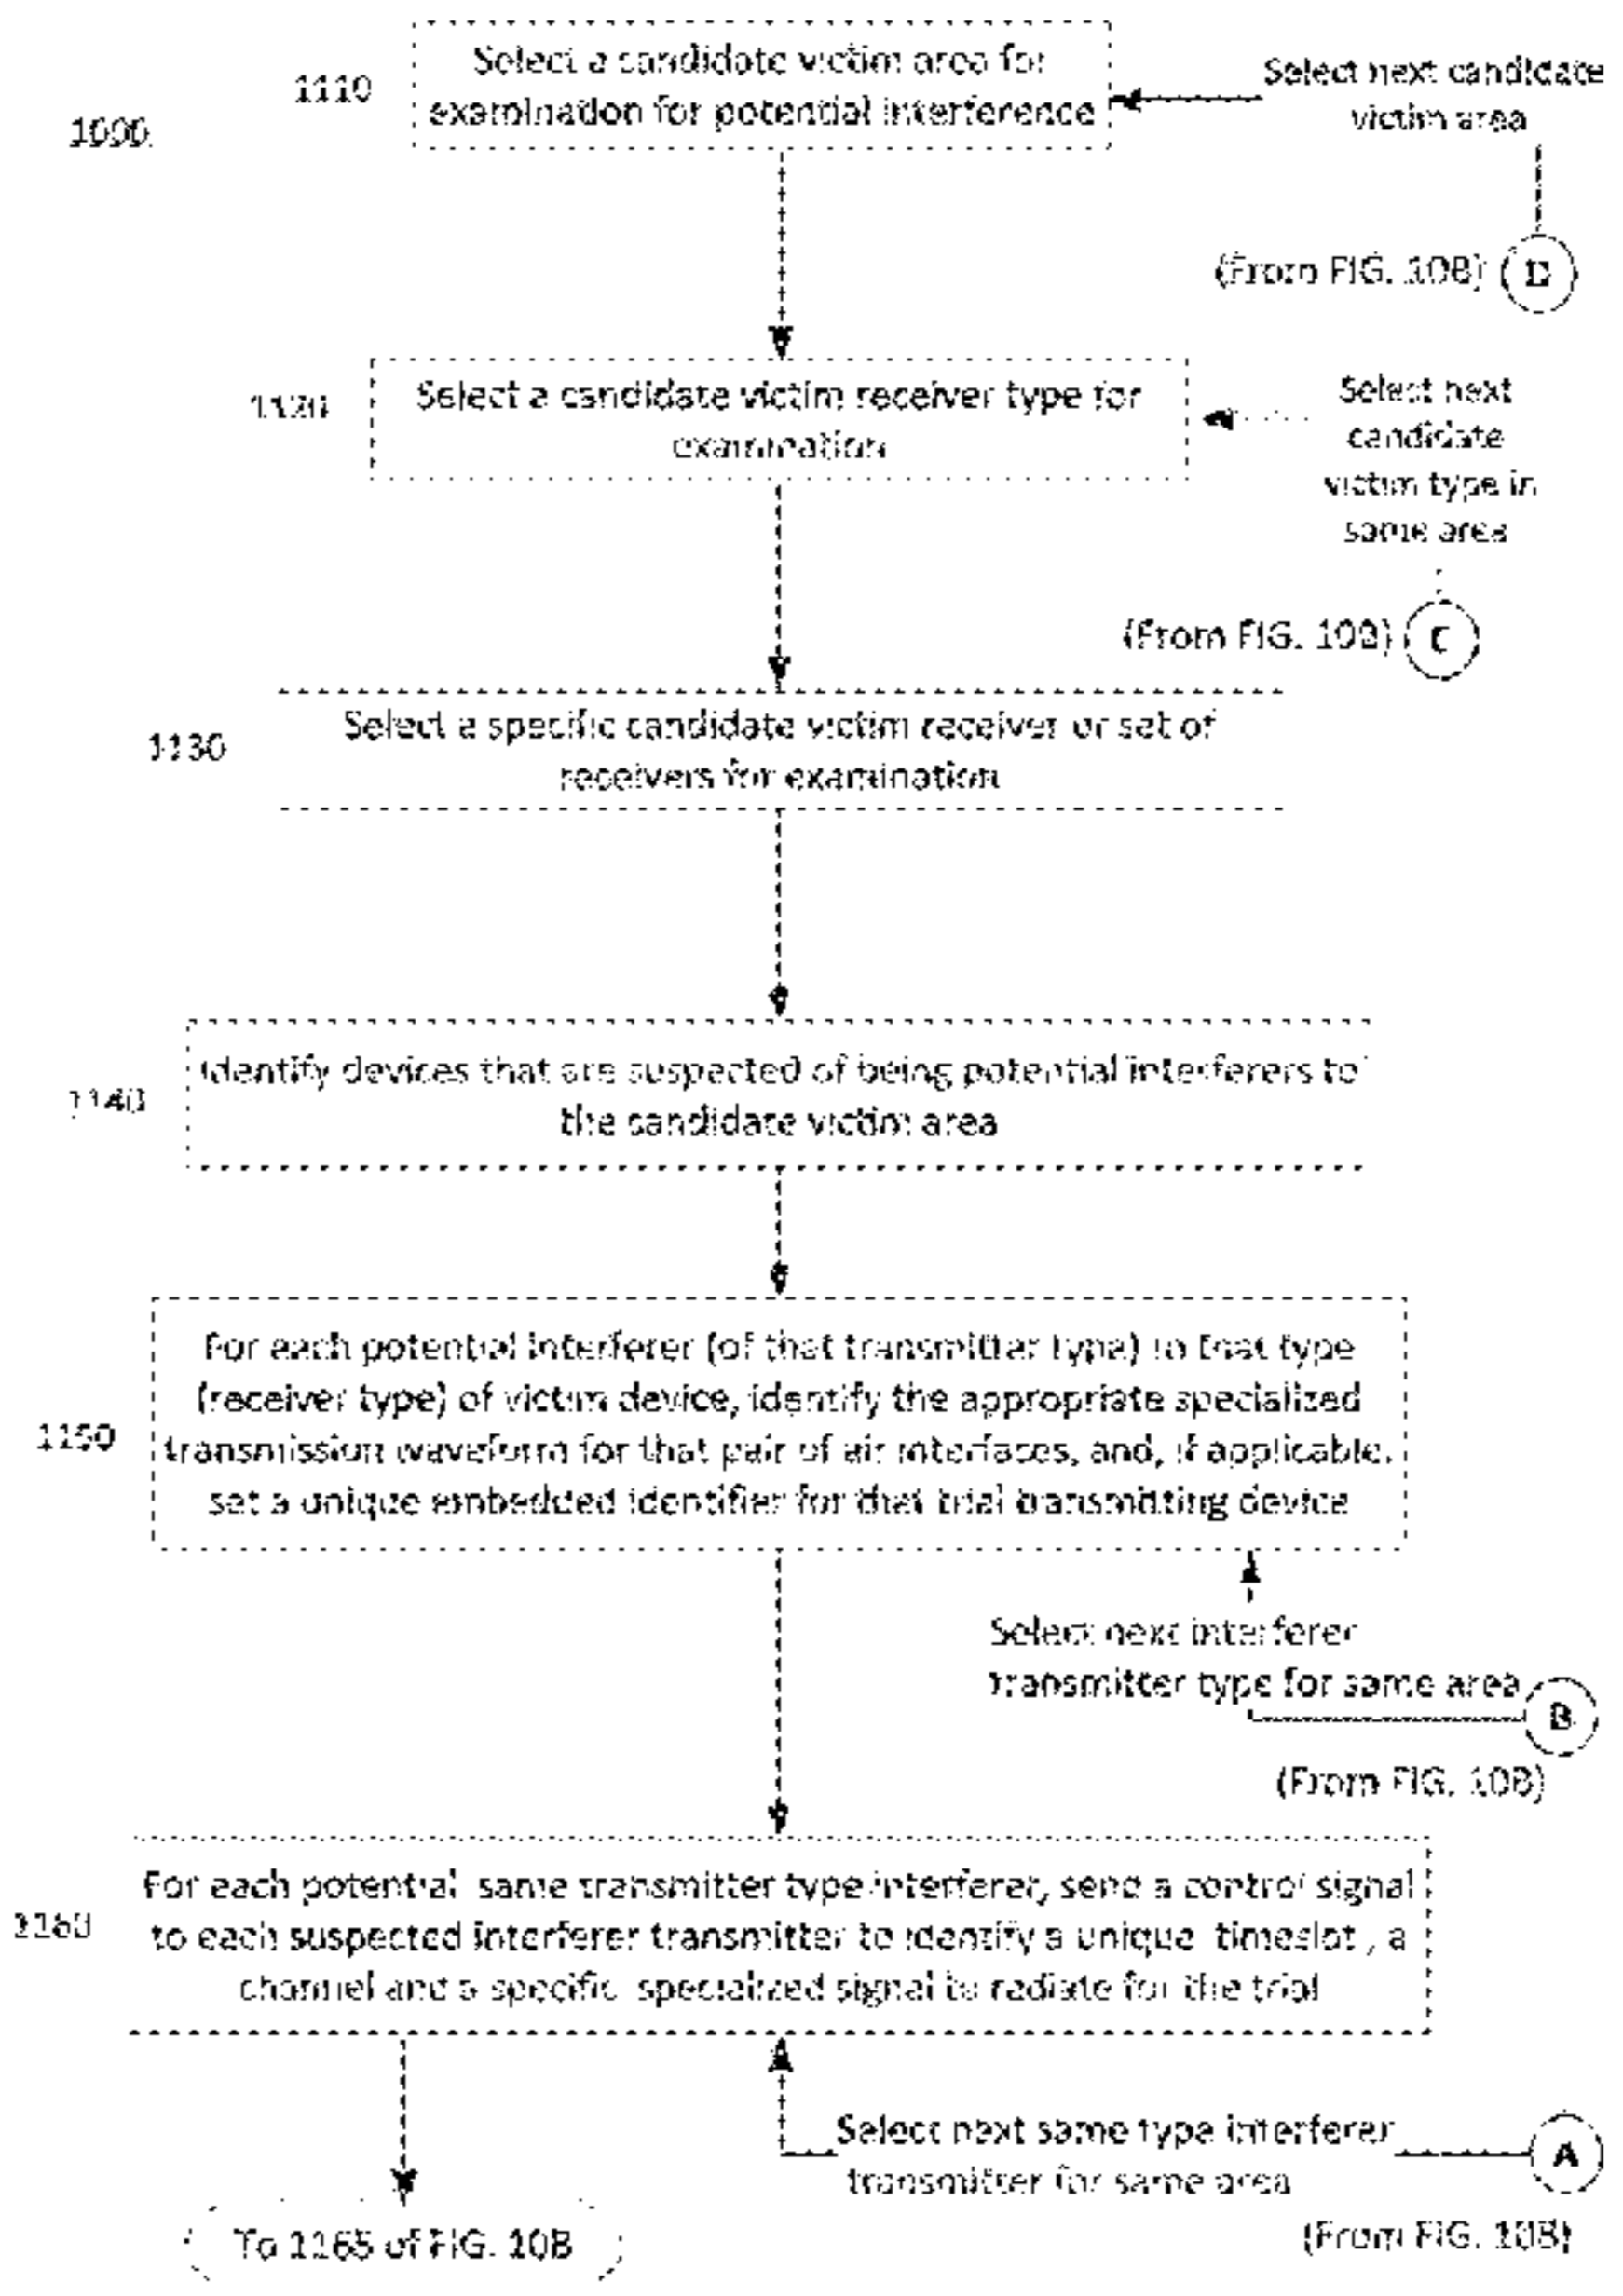 1000
1110
Select a candidate victim area for
examination for potential interference
Select next candidate
victim area
(From FIG. 10B) D
1120
Select a candidate victim receiver type for
examination
Select next
candidate
victim type in
same area
(From FIG. 10B) C
1130
Select a specific candidate victim receiver or set of
receivers for examination
1140
Identify devices that are suspected of being potential interferers to
the candidate victim area
1150
For each potential interferer (of that transmitter type) to that type
(receiver type) of victim device, identify the appropriate specialized
transmission waveform for that pair of air interfaces, and, if applicable,
set a unique embedded identifier for that trial transmitting device
Select next interferer
transmitter type for same area
B
(From FIG. 10B)
1160
For each potential same transmitter type interferer, send a control signal
to each suspected interferer transmitter to identify a unique timeslot , a
channel and a specific specialized signal to radiate for the trial
Select next same type interferer
transmitter for same area
A
(From FIG. 10B)
To 1165 of FIG. 10B